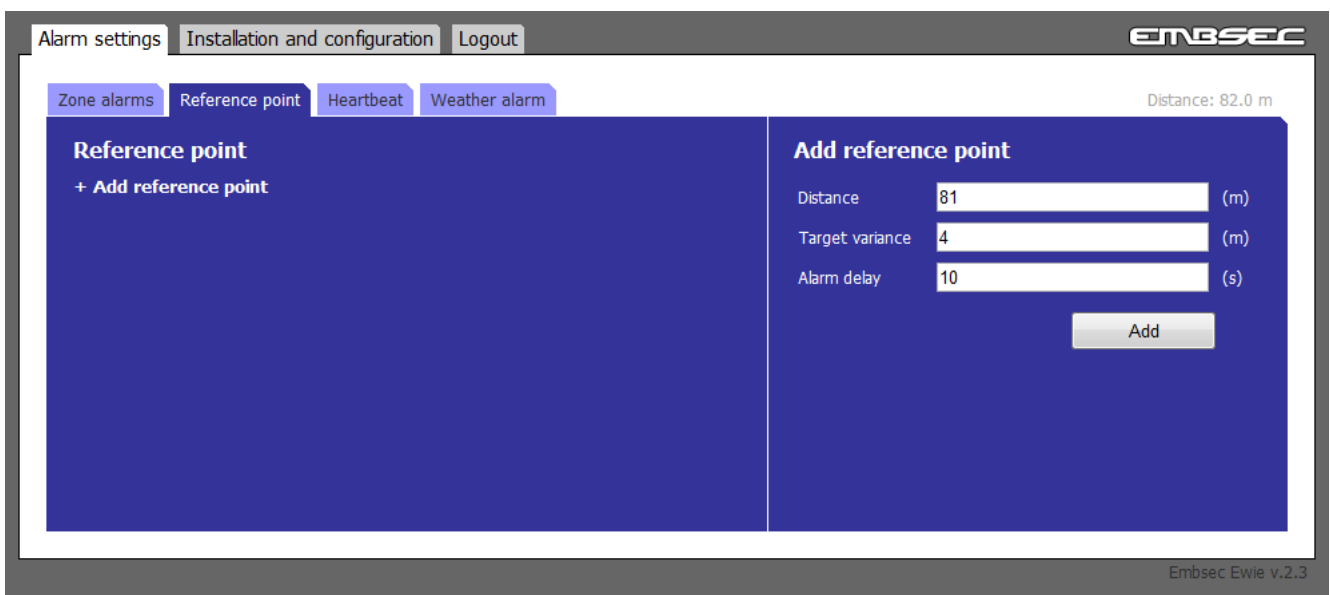 Alarm settings Installation and configuration Logout EMBSEC
Zone alarms Reference point Heartbeat Weather alarm Distance: 82.0 m
Reference point
+ Add reference point
Add reference point
Distance 81 (m)
Target variance 4 (m)
Alarm delay 10 (s)
Add
Embsec Ewie v.2.3